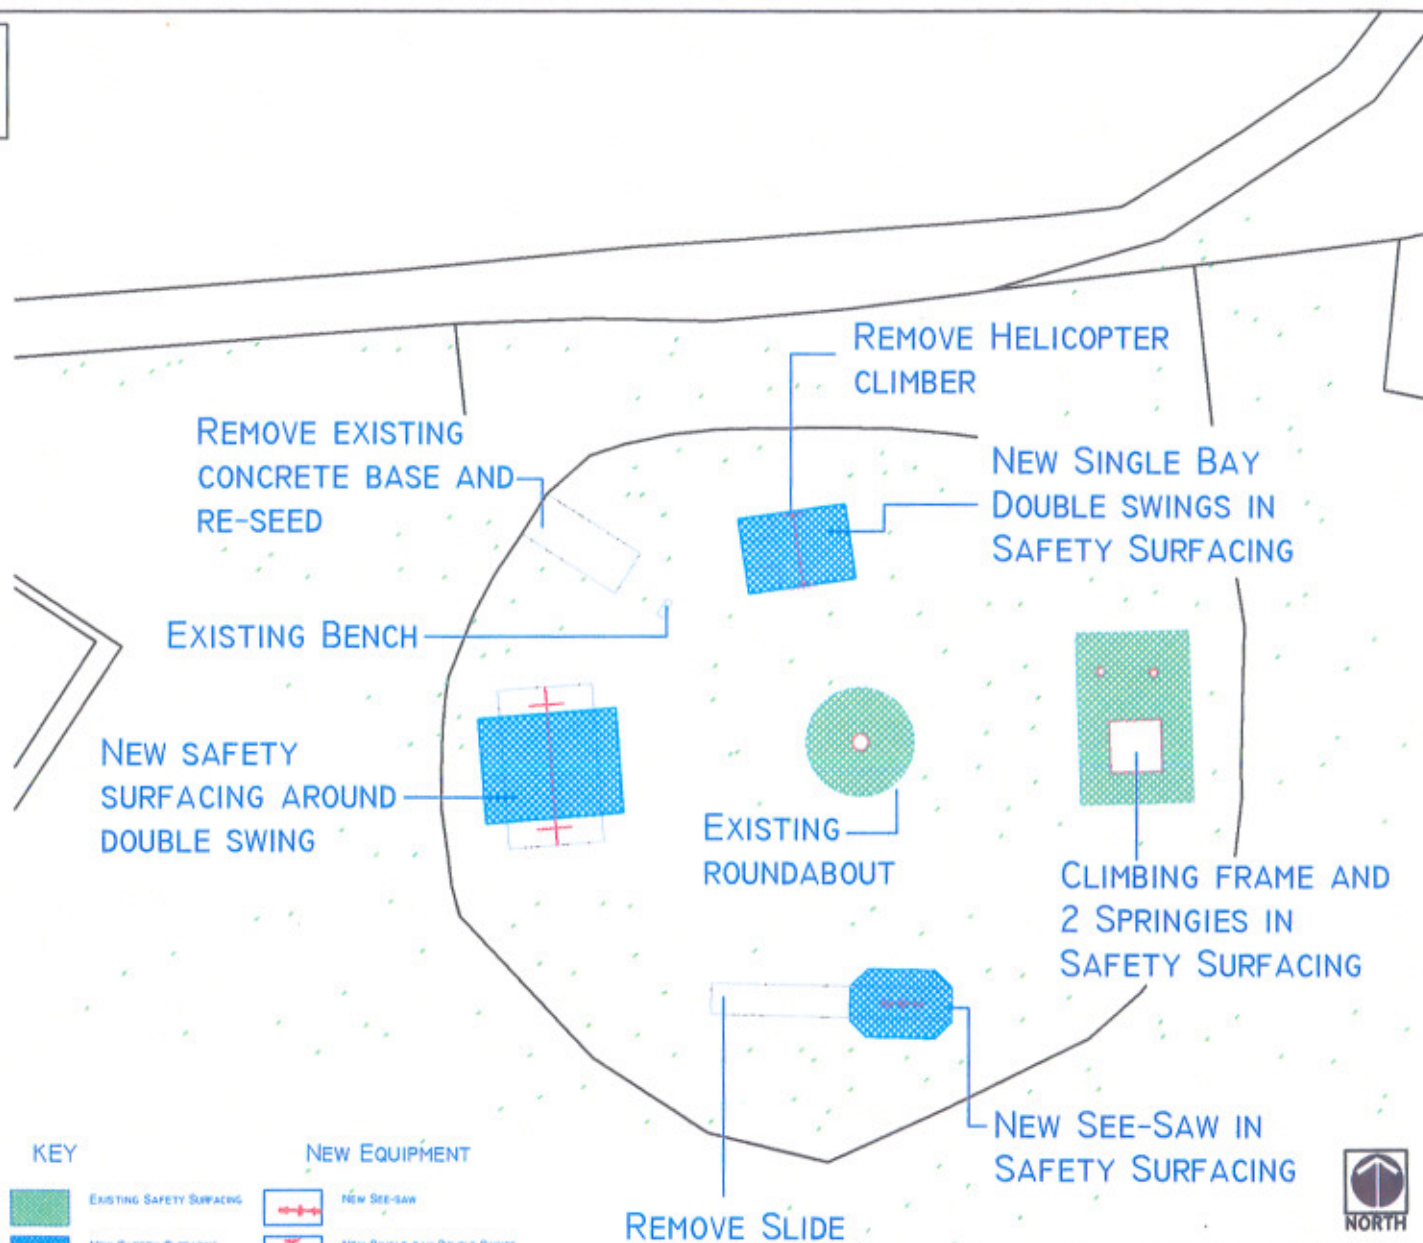 REMOVE HELICOPTER
CLIMBER
REMOVE EXISTING
CONCRETE BASE AND
RE-SEED
NEW SINGLE BAY
DOUBLE SWINGS IN
SAFETY SURFACING
EXISTING BENCH
NEW SAFETY
SURFACING AROUND
DOUBLE SWING
EXISTING
ROUNDABOUT
CLIMBING FRAME AND
2 SPRINGIES IN
SAFETY SURFACING
NEW SEE-SAW IN
SAFETY SURFACING
REMOVE SLIDE
KEY
NEW EQUIPMENT
EXISTING SAFETY SURFACING
NEW SEE-SAW
NORTH